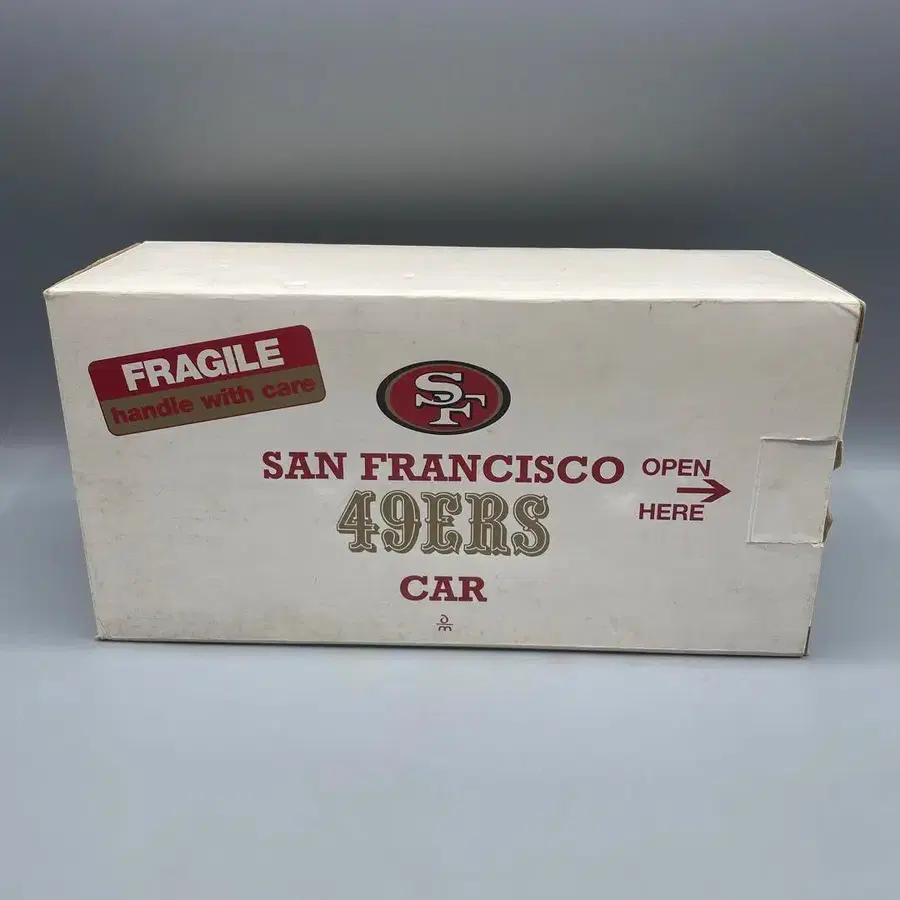 FRAGILE
handle with care
SF
SAN FRANCISCO
49ERS
CAR
OPEN
HERE